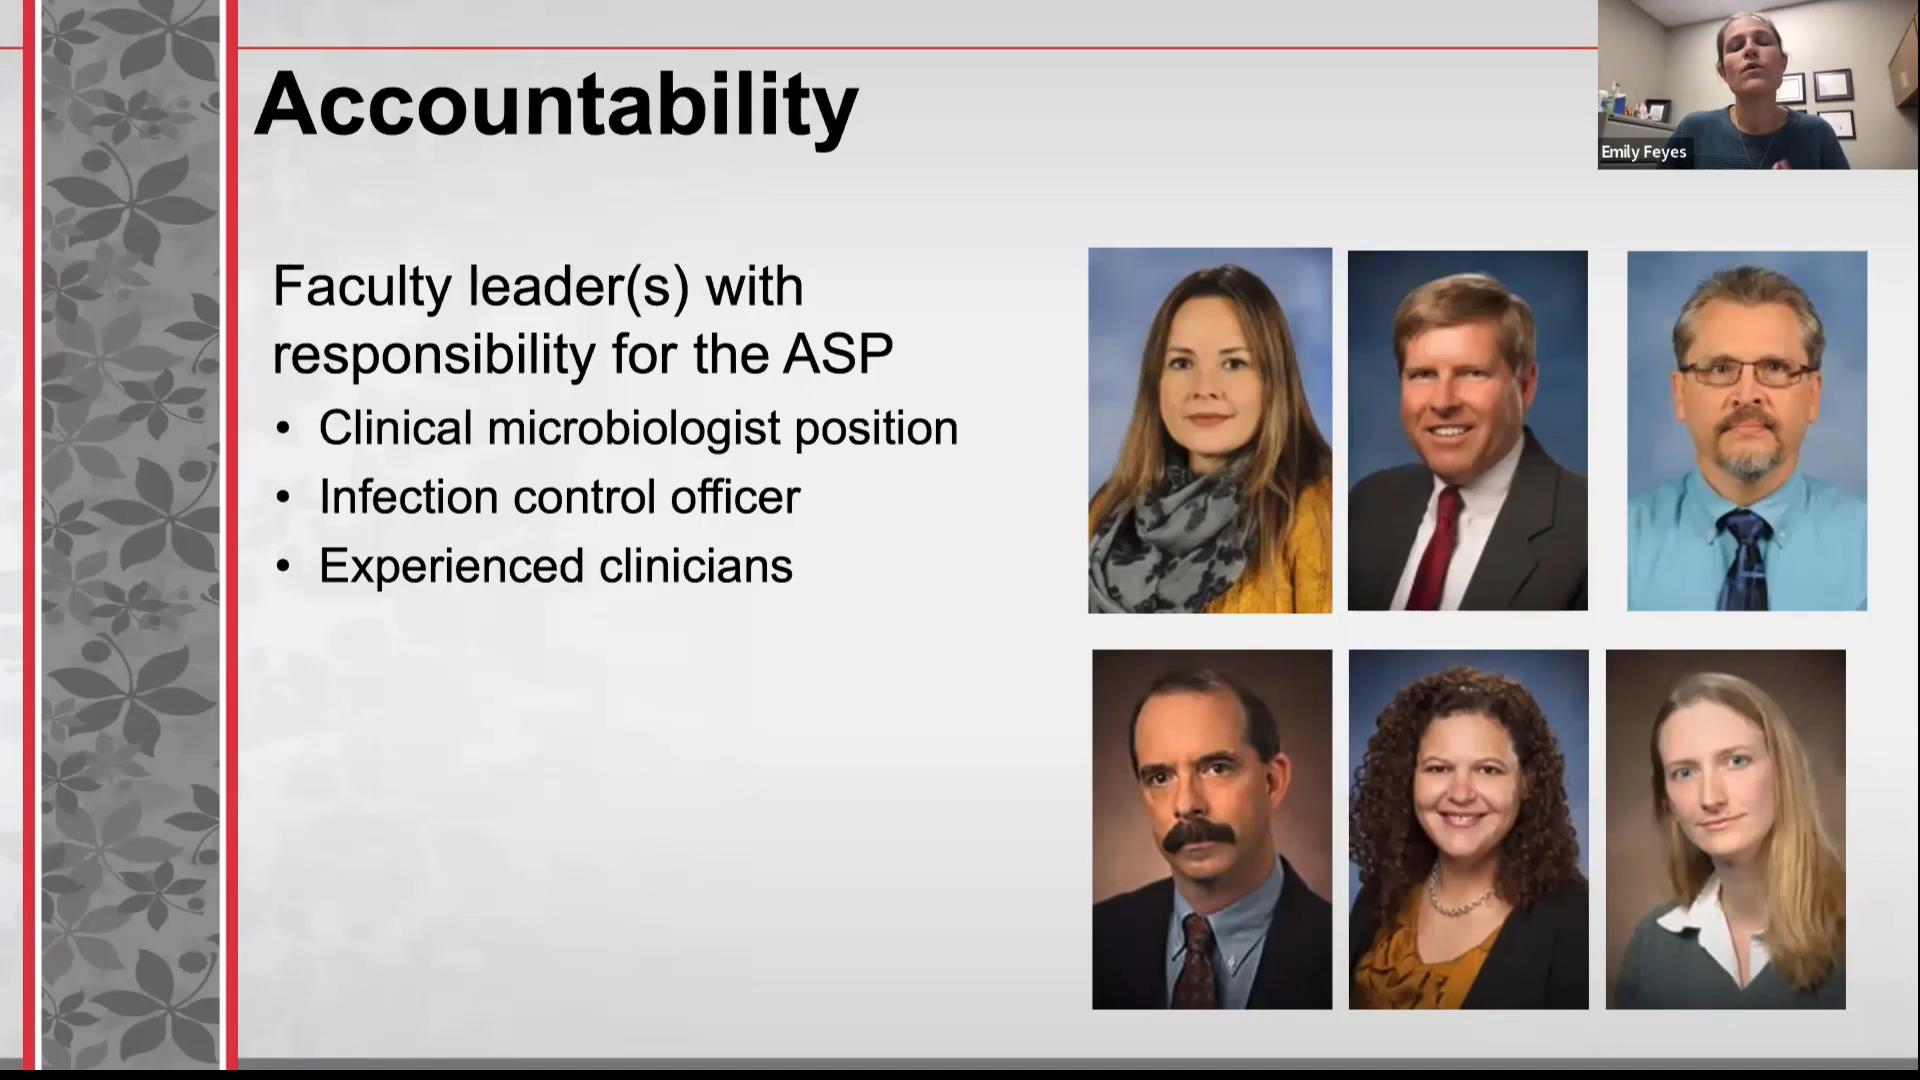 Accountability
Emily Feyes
Faculty leader(s) with
responsibility for the ASP
• Clinical microbiologist position
• Infection control officer
• Experienced clinicians